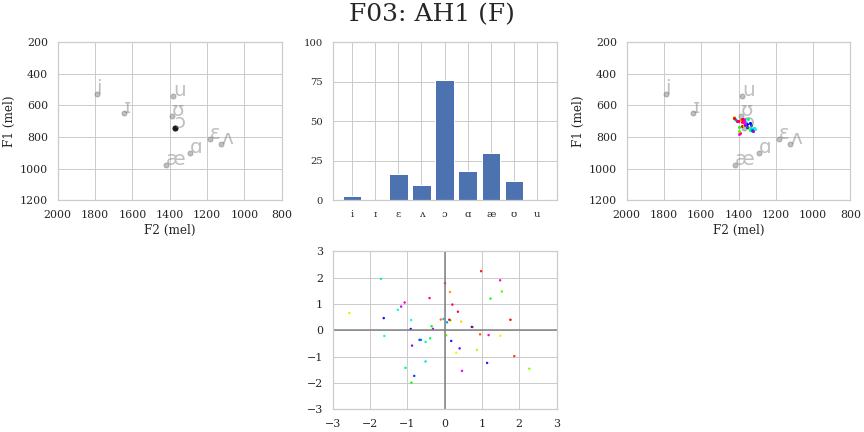 F03: AH1 (F)
200 400 600 800 1000 1200
F1 (mel)
i ɪ u ʊ ɔ ɛ ʌ ɑ æ
2000 1800 1600 1400 1200 1000 800
F2 (mel)
100 75 50 25 0
i ɪ ɛ ʌ ɔ ɑ æ ʊ u
200 400 600 800 1000 1200
F1 (mel)
i ɪ u ʊ ɛ ʌ ɑ æ
2000 1800 1600 1400 1200 1000 800
F2 (mel)
3 2 1 0 −1 −2 −3
−3 −2 −1 0 1 2 3